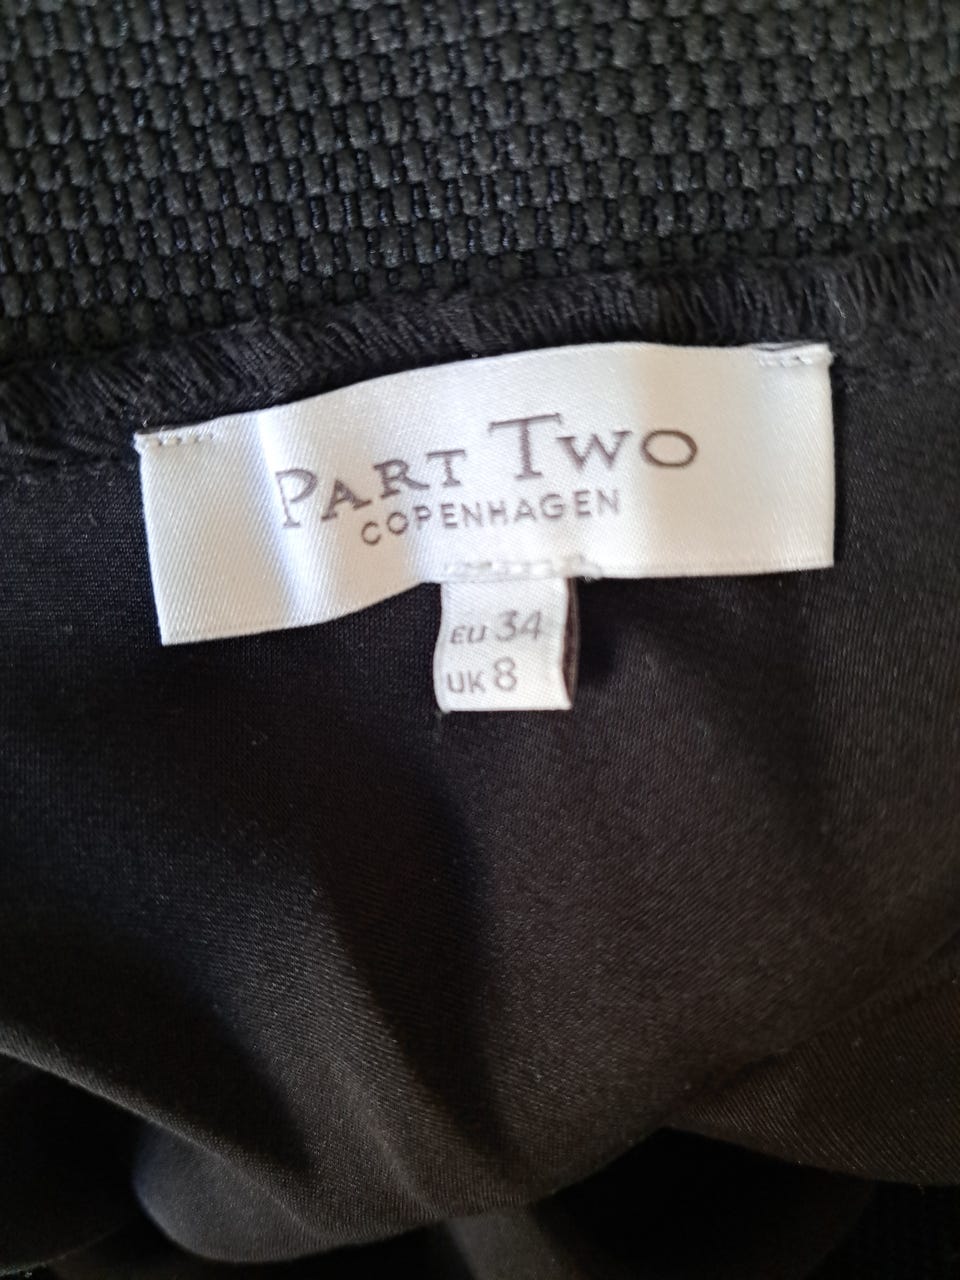 PART TWO
COPENHAGEN
EU 34
UK 8